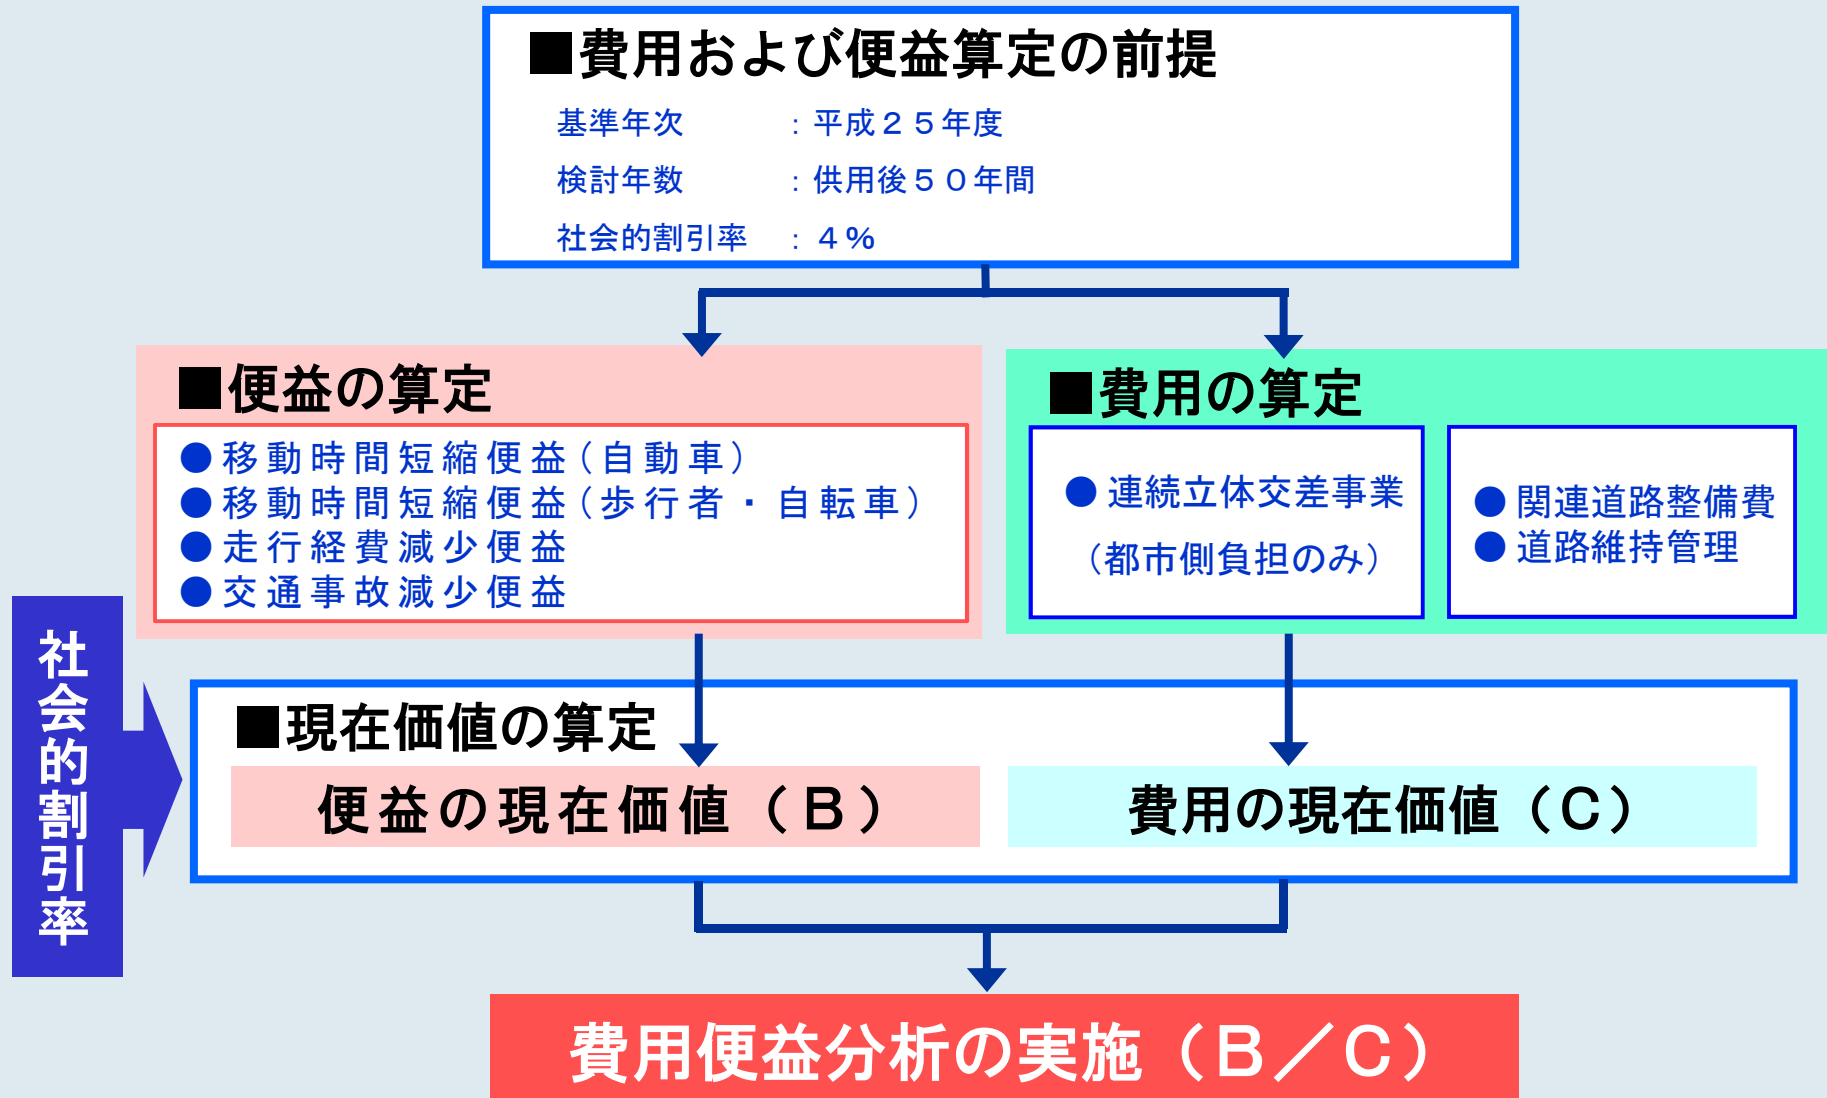 ■費用および便益算定の前提
基準年次　　　：平成２５年度
検討年数　　　：供用後５０年間
社会的割引率　：４％
■便益の算定
●移動時間短縮便益（自動車）
●移動時間短縮便益（歩行者・自転車）
●走行経費減少便益
●交通事故減少便益
■費用の算定
●連続立体交差事業
（都市側負担のみ）
●関連道路整備費
●道路維持管理
社会的割引率
■現在価値の算定
便益の現在価値（Ｂ）
費用の現在価値（Ｃ）
費用便益分析の実施（Ｂ／Ｃ）